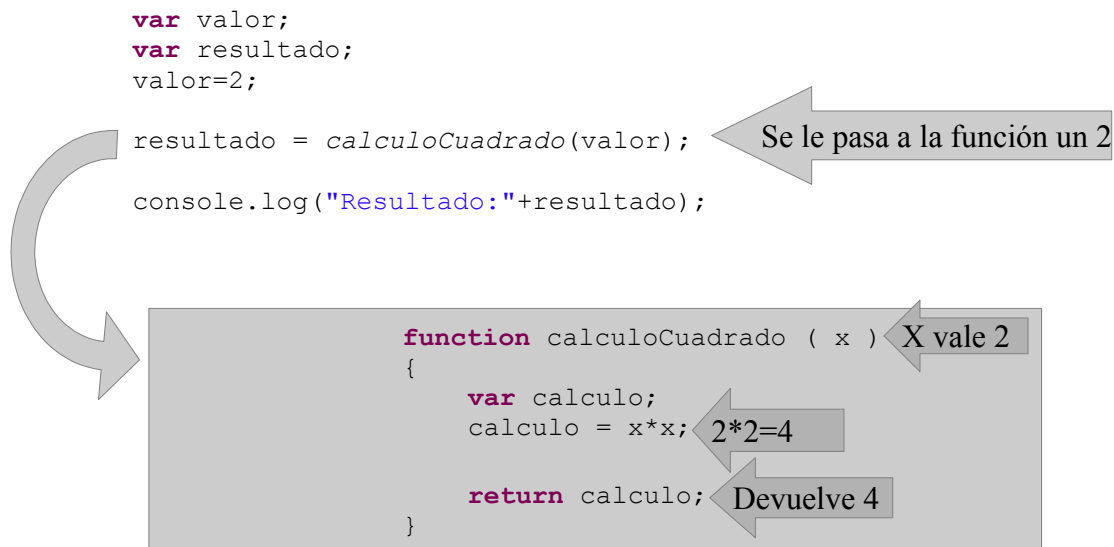 var valor;
var resultado;
valor=2;
resultado = calculoCuadrado(valor);
Se le pasa a la función un 2
console.log("Resultado:"+resultado);
function calculoCuadrado ( x )
X vale 2
{
var calculo;
calculo = x*x;
2*2=4
return calculo;
Devuelve 4
}